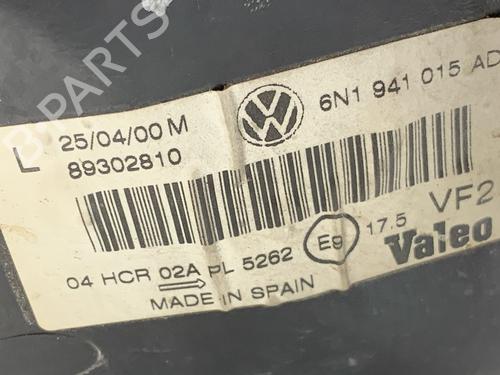 B-PARTS
L
25/04/00 M
89302810
6N1 941 015 AD
04 HCR 02A PL 5262
E9
17.5
VF2
Valeo
MADE IN SPAIN